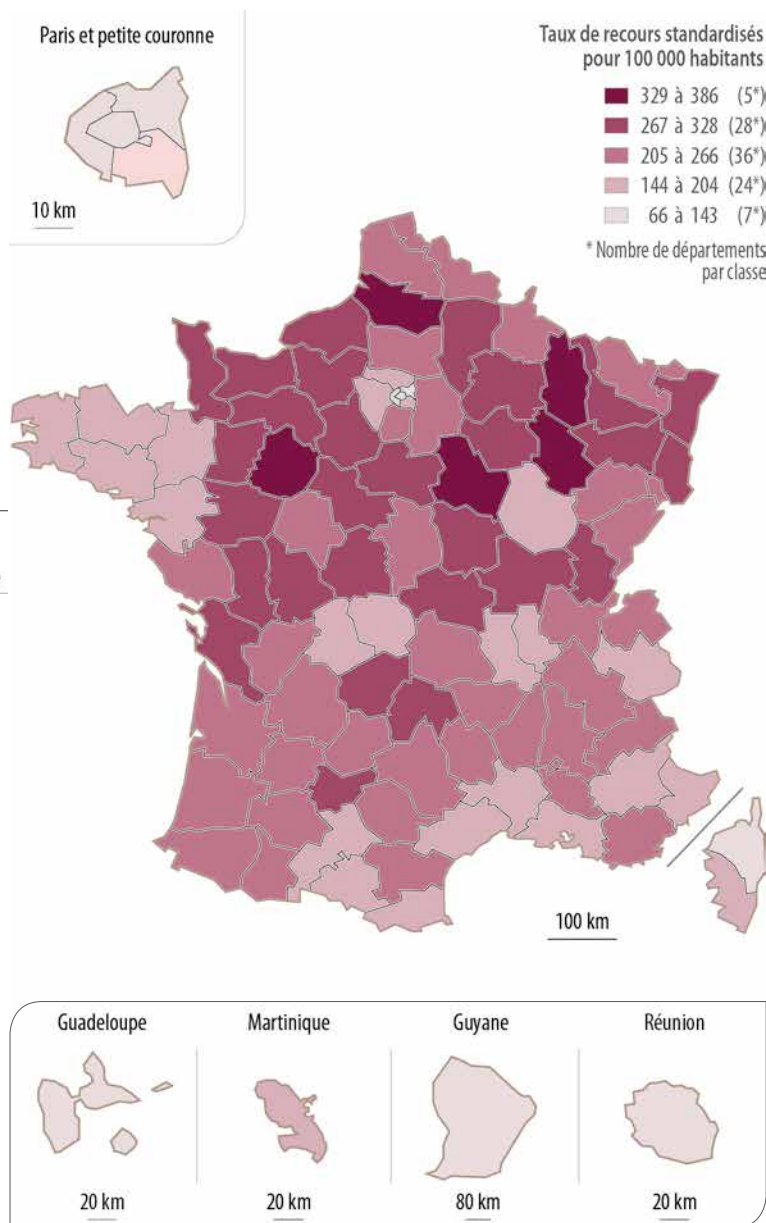 Paris et petite couronne
10 km
Taux de recours standardisés
pour 100 000 habitants
329 à 386 (5*)
267 à 328 (28*)
205 à 266 (36*)
144 à 204 (24*)
66 à 143 (7*)
* Nombre de départements
par classe
100 km
Guadeloupe
Martinique
Guyane
Réunion
20 km
20 km
80 km
20 km